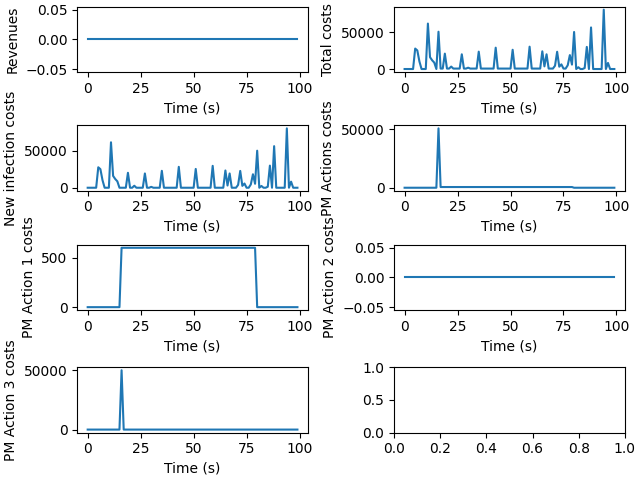 Revenues
0.05
0.00
−0.05
0 25 50 75 100
Time (s)
Total costs
50000
0
0 25 50 75 100
Time (s)
New infection costs
50000
0
0 25 50 75 100
Time (s)
PM Actions costs
50000
0
0 25 50 75 100
Time (s)
PM Action 1 costs
500
0
0 25 50 75 100
Time (s)
PM Action 2 costs
0.05
0.00
−0.05
0 25 50 75 100
Time (s)
PM Action 3 costs
50000
0
0 25 50 75 100
Time (s)
1.0
0.5
0.0
0.0 0.2 0.4 0.6 0.8 1.0